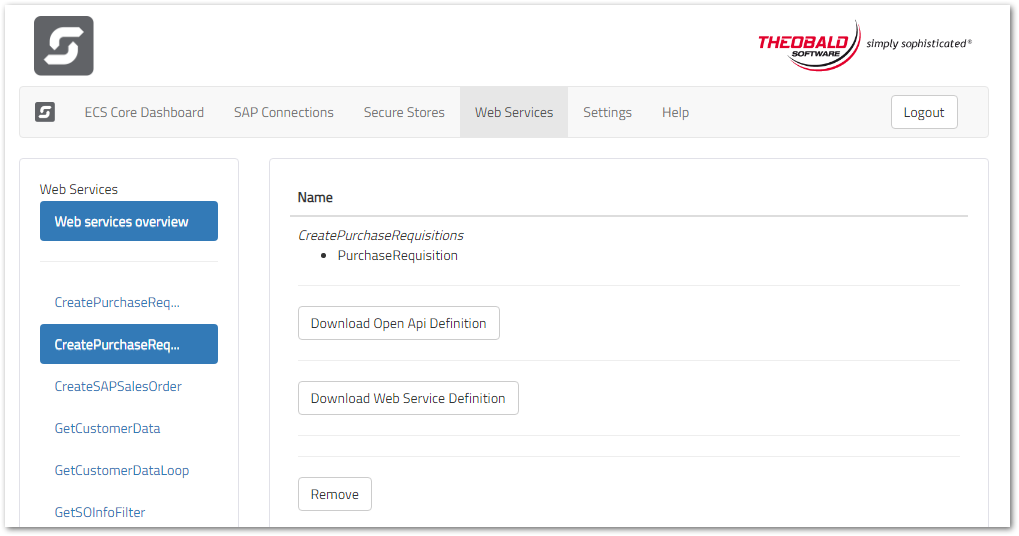 THEOBALD
SOFTWARE
simply sophisticated®
ECS Core Dashboard SAP Connections Secure Stores Web Services Settings Help Logout
Web Services
Web services overview
CreatePurchaseReq...
CreatePurchaseReq...
CreateSAPSalesOrder
GetCustomerData
GetCustomerDataLoop
GetSOInfoFilter
Name
CreatePurchaseRequisitions
• PurchaseRequisition
Download Open Api Definition
Download Web Service Definition
Remove